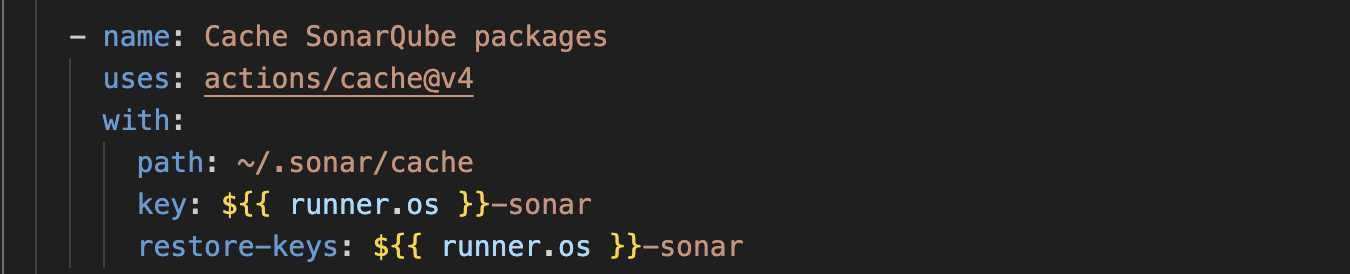 - name: Cache SonarQube packages
uses: actions/cache@v4
with:
path: ~/.sonar/cache
key: ${{ runner.os }}-sonar
restore-keys: ${{ runner.os }}-sonar